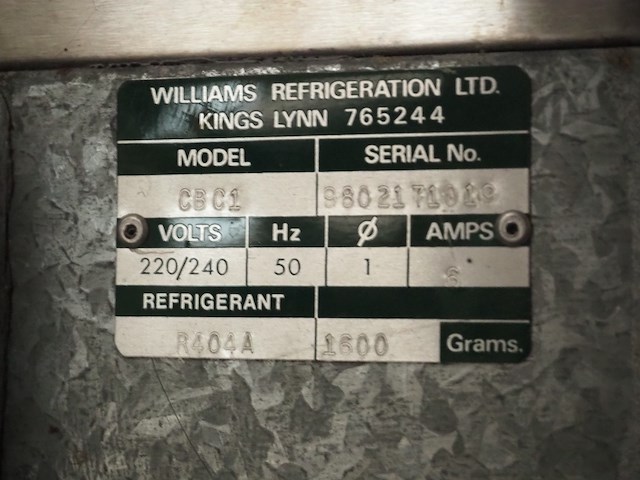 WILLIAMS REFRIGERATION LTD.
KINGS LYNN 765244
MODEL SERIAL No.
CBC1
VOLTS Hz Ø AMPS
220/240 50 1 6
REFRIGERANT
R404A 1600 Grams.